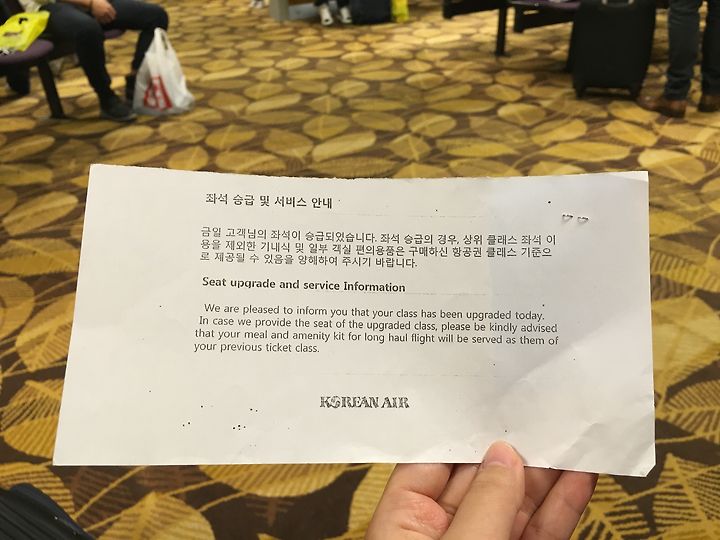 좌석 승급 및 서비스 안내
금일 고객님의 좌석이 승급되었습니다. 좌석 승급의 경우, 상위 클래스 좌석 이
용을 제외한 기내식 및 일부 객실 편의용품은 구매하신 항공권 클래스 기준으
로 제공될 수 있음을 양해하여 주시기 바랍니다.
Seat upgrade and service Information
We are pleased to inform you that your class has been upgraded today.
In case we provide the seat of the upgraded class, please be kindly advised
that your meal and amenity kit for long haul flight will be served as them of
your previous ticket class.
KOREAN AIR